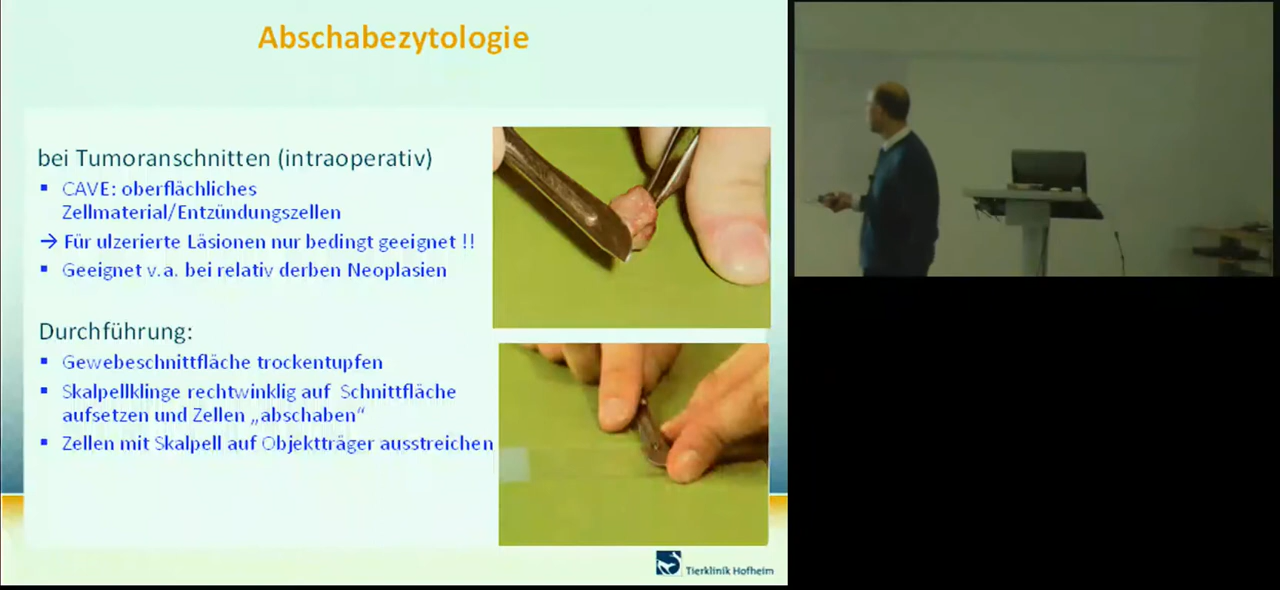 Abschabezytologie
bei Tumoranschnitten (intraoperativ)
▪ CAVE: oberflächliches
Zellmaterial/Entzündungszellen
→ Für ulzerierte Läsionen nur bedingt geeignet !!
▪ Geeignet v.a. bei relativ derben Neoplasien
Durchführung:
▪ Gewebeschnittfläche trockentupfen
▪ Skalpellklinge rechtwinklig auf Schnittfläche
aufsetzen und Zellen „abschaben“
▪ Zellen mit Skalpell auf Objektträger ausstreichen
Tierklinik Hofheim